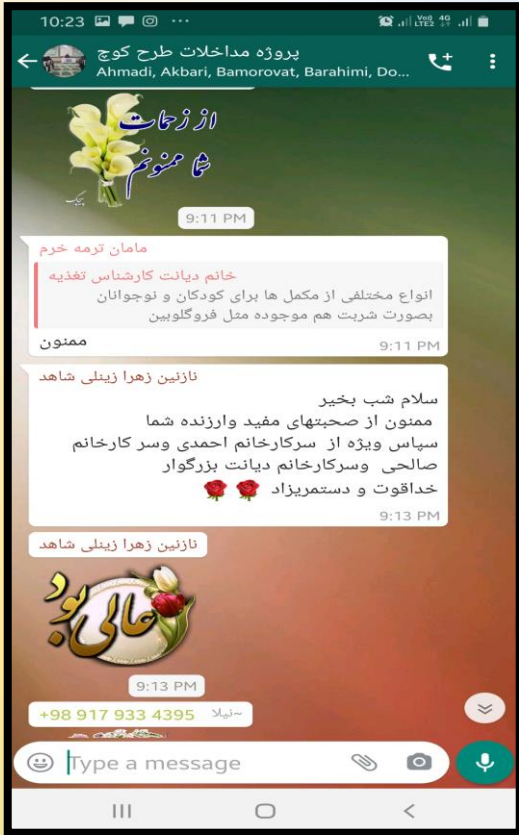 10:23
Vo)) 4G LTE2
پروژه مداخلات طرح کوچ
Ahmadi, Akbari, Bamorovat, Barahimi, Do...
از زحمات
شما ممنونم
پیچک
9:11 PM
مامان ترمه خرم
خانم دیانت کارشناس تغذیه
انواع مختلفی از مکمل ها برای کودکان و نوجوانان
بصورت شربت هم موجوده مثل فروگلوبین
ممنون
9:11 PM
نازنین زهرا زینلی شاهد
سلام شب بخیر
ممنون از صحبتهای مفید وارزنده شما
سپاس ویژه از سرکارخانم احمدی وسر کارخانم
صالحی وسرکارخانم دیانت بزرگوار
خداقوت و دستمریزاد
9:13 PM
نازنین زهرا زینلی شاهد
عالی بود
9:13 PM
+98 917 933 4395 ~نیلا
Type a message